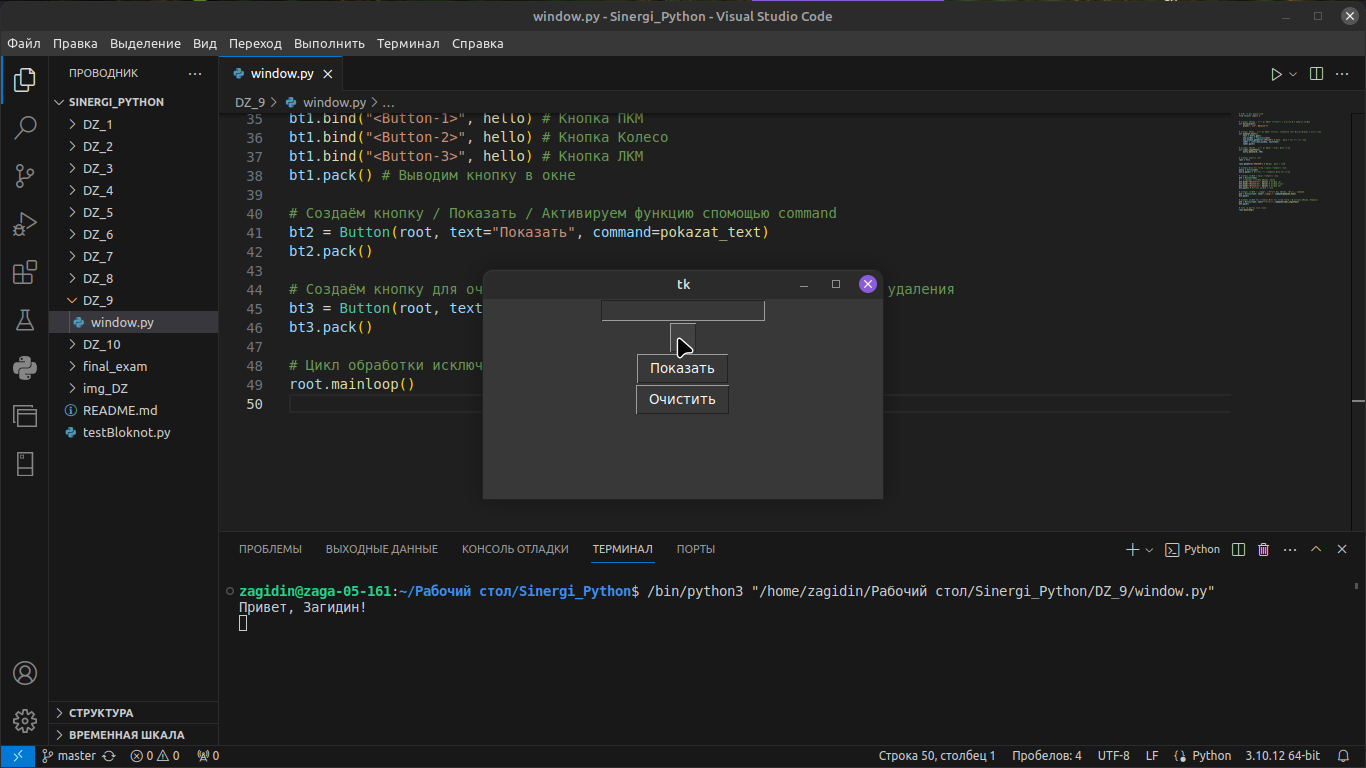 window.py - Sinergi_Python - Visual Studio Code
Файл Правка Выделение Вид Переход Выполнить Терминал Справка
ПРОВОДНИК
SINERGI_PYTHON
DZ_1
DZ_2
DZ_3
DZ_4
DZ_5
DZ_6
DZ_7
DZ_8
DZ_9
window.py
DZ_10
final_exam
img_DZ
README.md
testBloknot.py
СТРУКТУРА
ВРЕМЕННАЯ ШКАЛА
window.py
DZ_9 > window.py > ...
35 bt1.bind("<Button-1>", hello) # Кнопка ПКМ
36 bt1.bind("<Button-2>", hello) # Кнопка Колесо
37 bt1.bind("<Button-3>", hello) # Кнопка ЛКМ
38 bt1.pack() # Выводим кнопку в окне
39
40 # Создаём кнопку / Показать / Активируем функцию спомощью command
41 bt2 = Button(root, text="Показать", command=pokazat_text)
42 bt2.pack()
43
44 # Создаём кнопку для оч удаления
45 bt3 = Button(root, text
46 bt3.pack()
47
48 # Цикл обработки исключ
49 root.mainloop()
50
tk
Показать
Очистить
ПРОБЛЕМЫ ВЫХОДНЫЕ ДАННЫЕ КОНСОЛЬ ОТЛАДКИ ТЕРМИНАЛ ПОРТЫ
Python
zagidin@zaga-05-161:~/Рабочий стол/Sinergi_Python$ /bin/python3 "/home/zagidin/Рабочий стол/Sinergi_Python/DZ_9/window.py"
Привет, Загидин!
master 0 0 0 Строка 50, столбец 1 Пробелов: 4 UTF-8 LF Python 3.10.12 64-bit